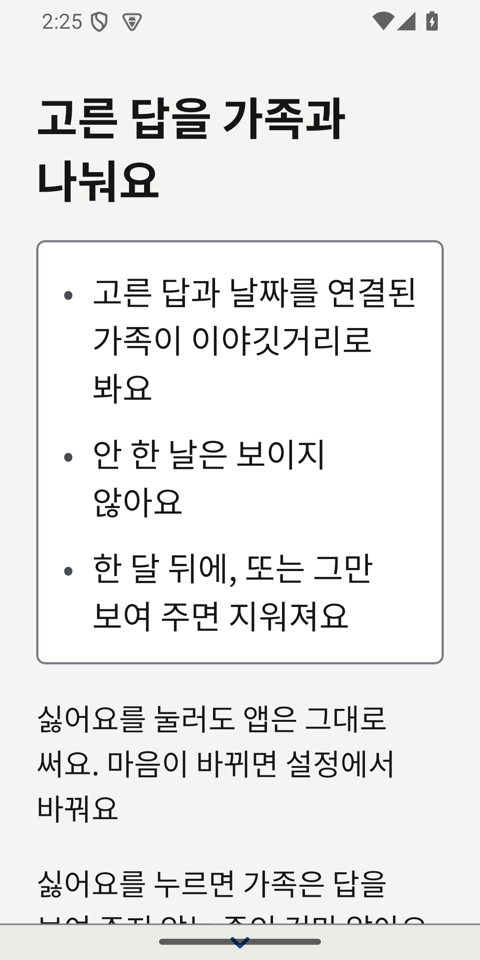 2:25
고른 답을 가족과
나눠요
• 고른 답과 날짜를 연결된
가족이 이야깃거리로
봐요
• 안 한 날은 보이지
않아요
• 한 달 뒤에, 또는 그만
보여 주면 지워져요
싫어요를 눌러도 앱은 그대로
써요. 마음이 바뀌면 설정에서
바꿔요
싫어요를 누르면 가족은 답을